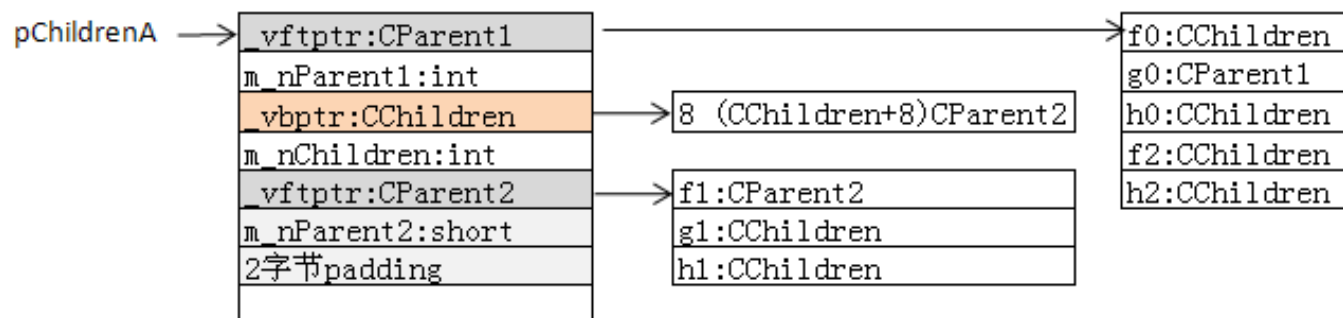 pChildrenA
_vftptr:CParent1
m_nParent1:int
_vbptr:CChildren
m_nChildren:int
_vftptr:CParent2
m_nParent2:short
2字节padding
8 (CChildren+8)CParent2
f1:CParent2
g1:CChildren
h1:CChildren
f0:CChildren
g0:CParent1
h0:CChildren
f2:CChildren
h2:CChildren